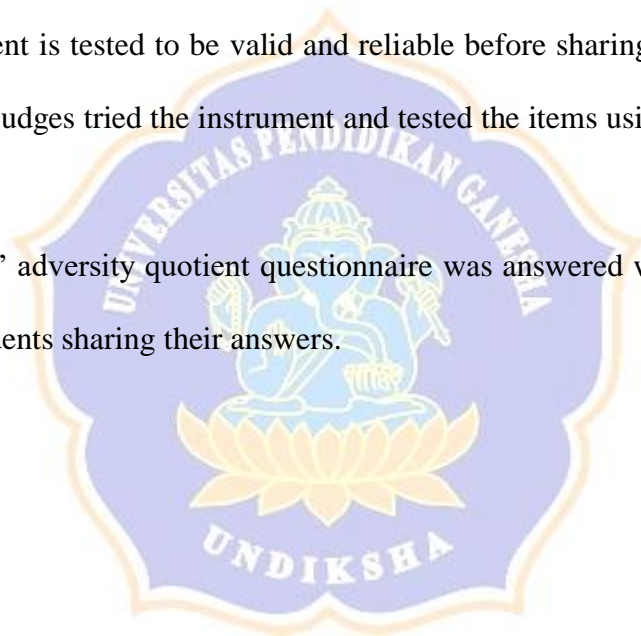 ent is tested to be valid and reliable before sharing
udges tried the instrument and tested the items usi
UNIVERSITAS PENDIDIKAN GANESHA
’ adversity quotient questionnaire was answered
dents sharing their answers.
UNDIKSHA